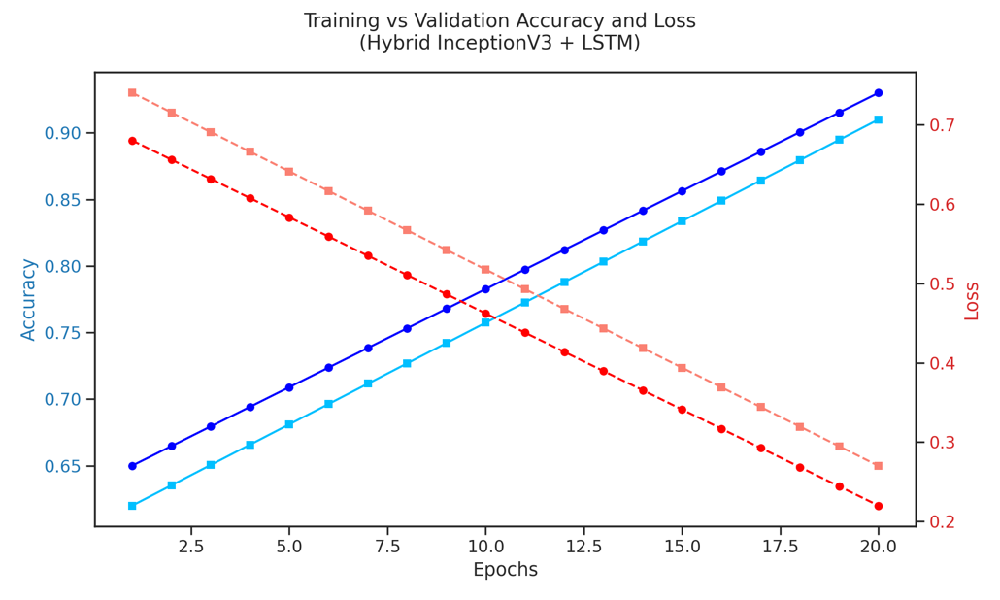 Training vs Validation Accuracy and Loss
(Hybrid InceptionV3 + LSTM)
Accuracy
0.90
0.85
0.80
0.75
0.70
0.65
0.7
0.6
0.5
0.4
0.3
0.2
Loss
2.5 5.0 7.5 10.0 12.5 15.0 17.5 20.0
Epochs